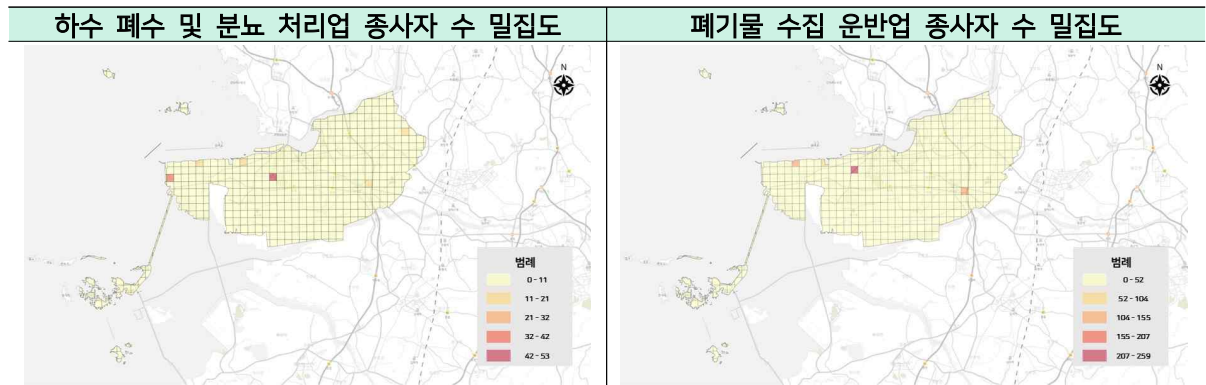 하수 폐수 및 분뇨 처리업 종사자 수 밀집도
폐기물 수집 운반업 종사자 수 밀집도
N
범례
0 - 11
11 - 21
21 - 32
32 - 42
42 - 53
N
범례
0 - 52
52 - 104
104 - 155
155 - 207
207 - 259